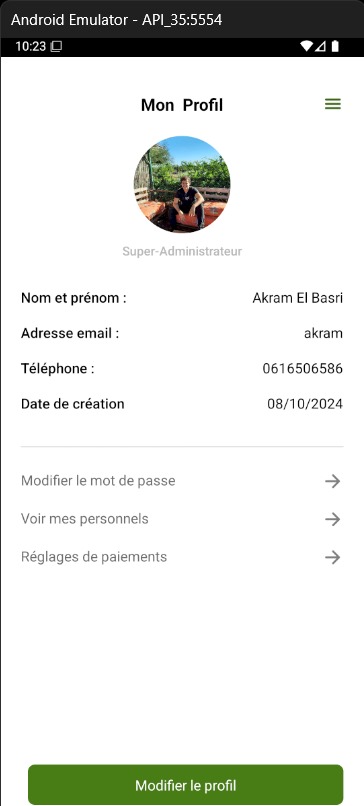 Android Emulator - API_35:5554
10:23
Mon Profil
Super-Administrateur
Nom et prénom : Akram El Basri
Adresse email : akram
Téléphone : 0616506586
Date de création 08/10/2024
Modifier le mot de passe
Voir mes personnels
Réglages de paiements
Modifier le profil